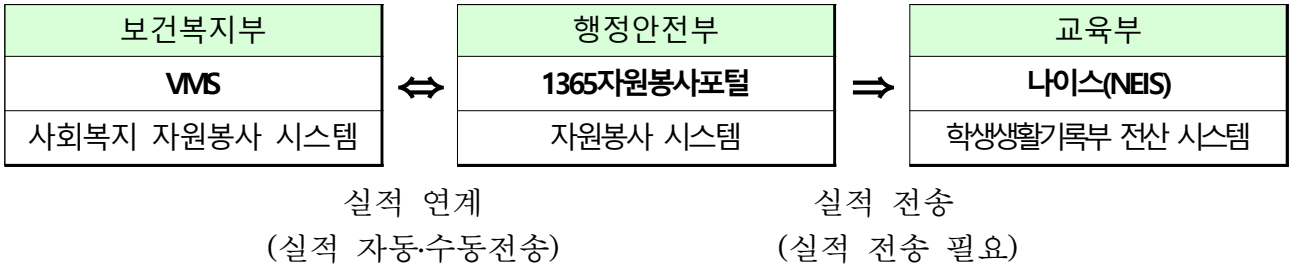 보건복지부
VMS
사회복지 자원봉사 시스템
⇔
행정안전부
1365자원봉사포털
자원봉사 시스템
⇒
교육부
나이스(NEIS)
학생생활기록부 전산 시스템
실적 연계
(실적 자동·수동전송)
실적 전송
(실적 전송 필요)